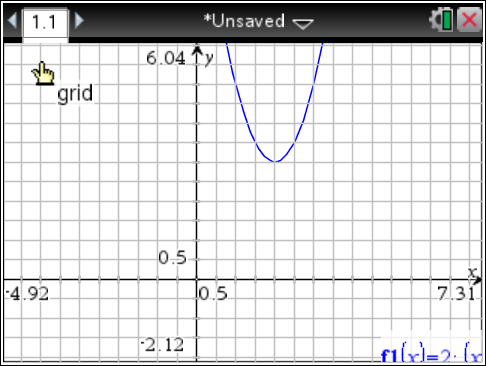 1.1
*Unsaved
6.04
y
grid
0.5
x
-4.92
0.5
7.31
-2.12
f1(x)=2·(x